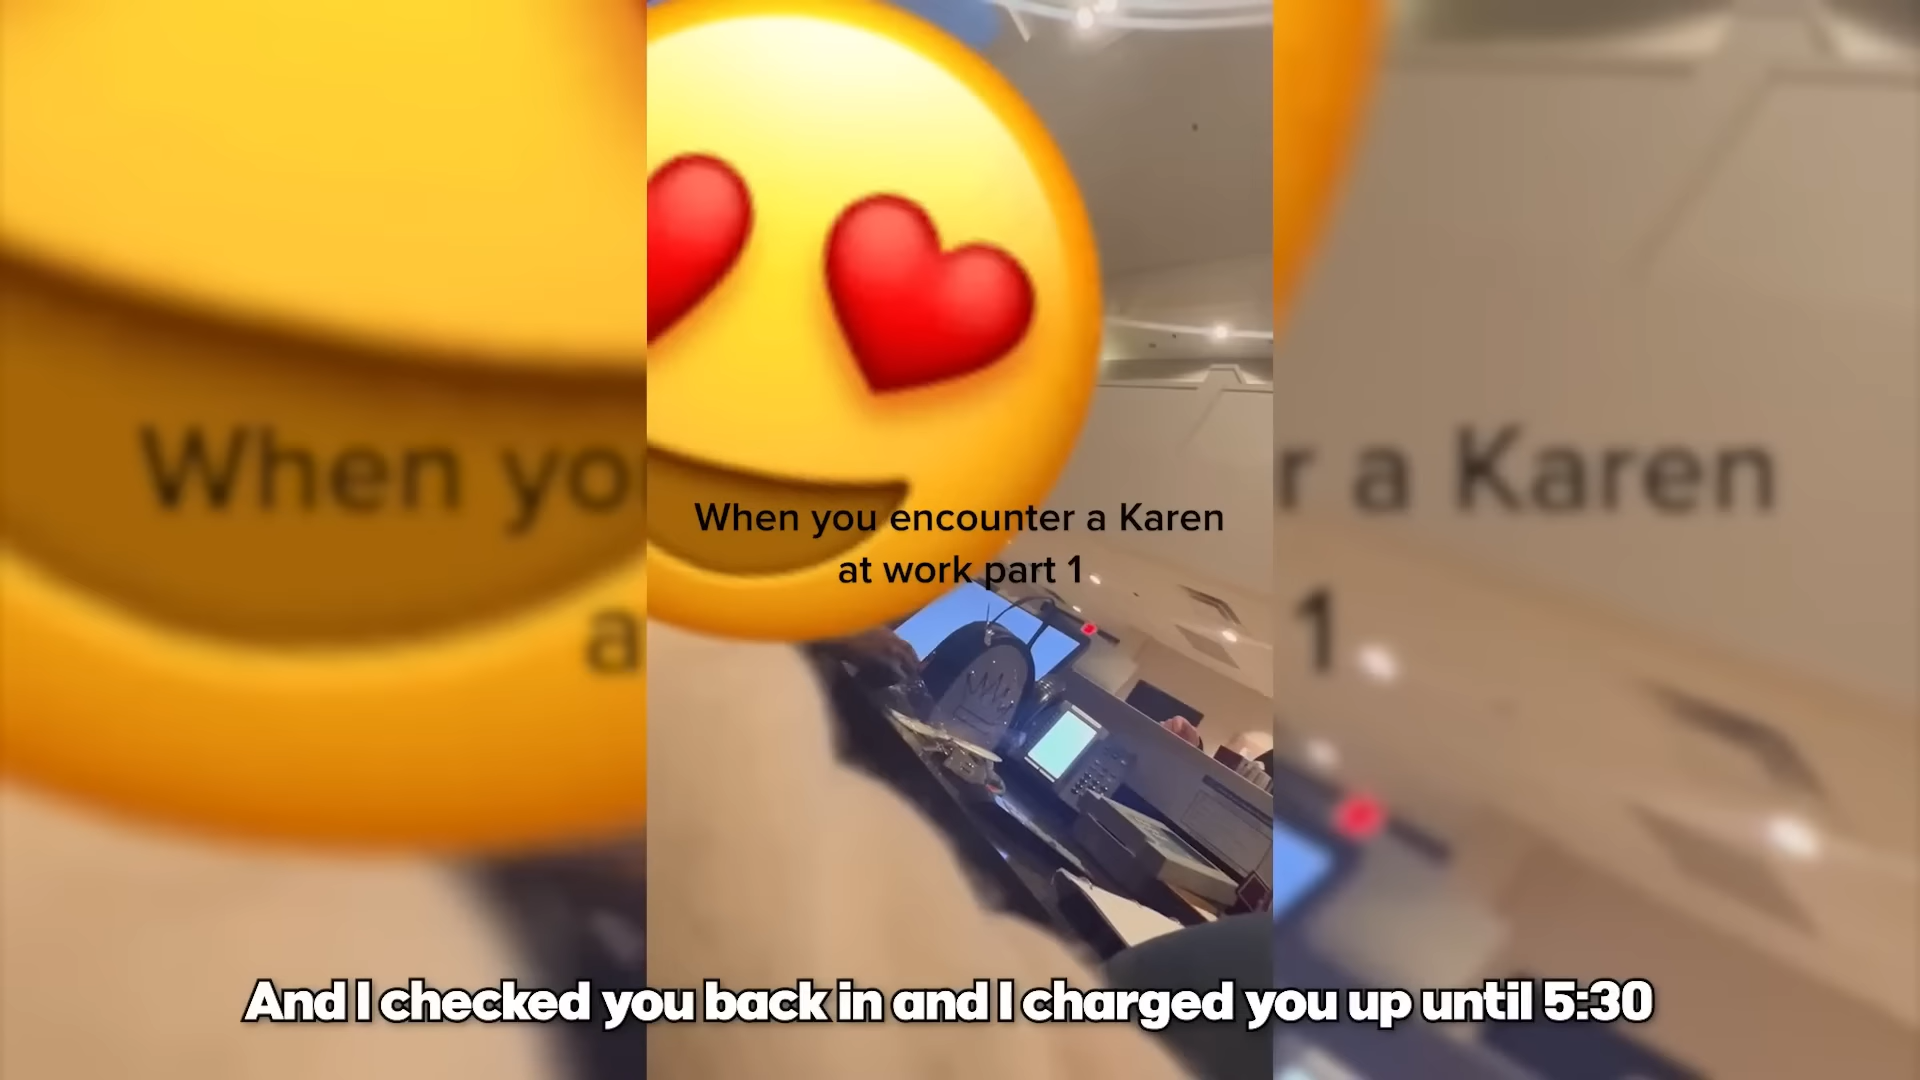 When you encounter a Karen
at work part 1
And I checked you back in and I charged you up until 5:30